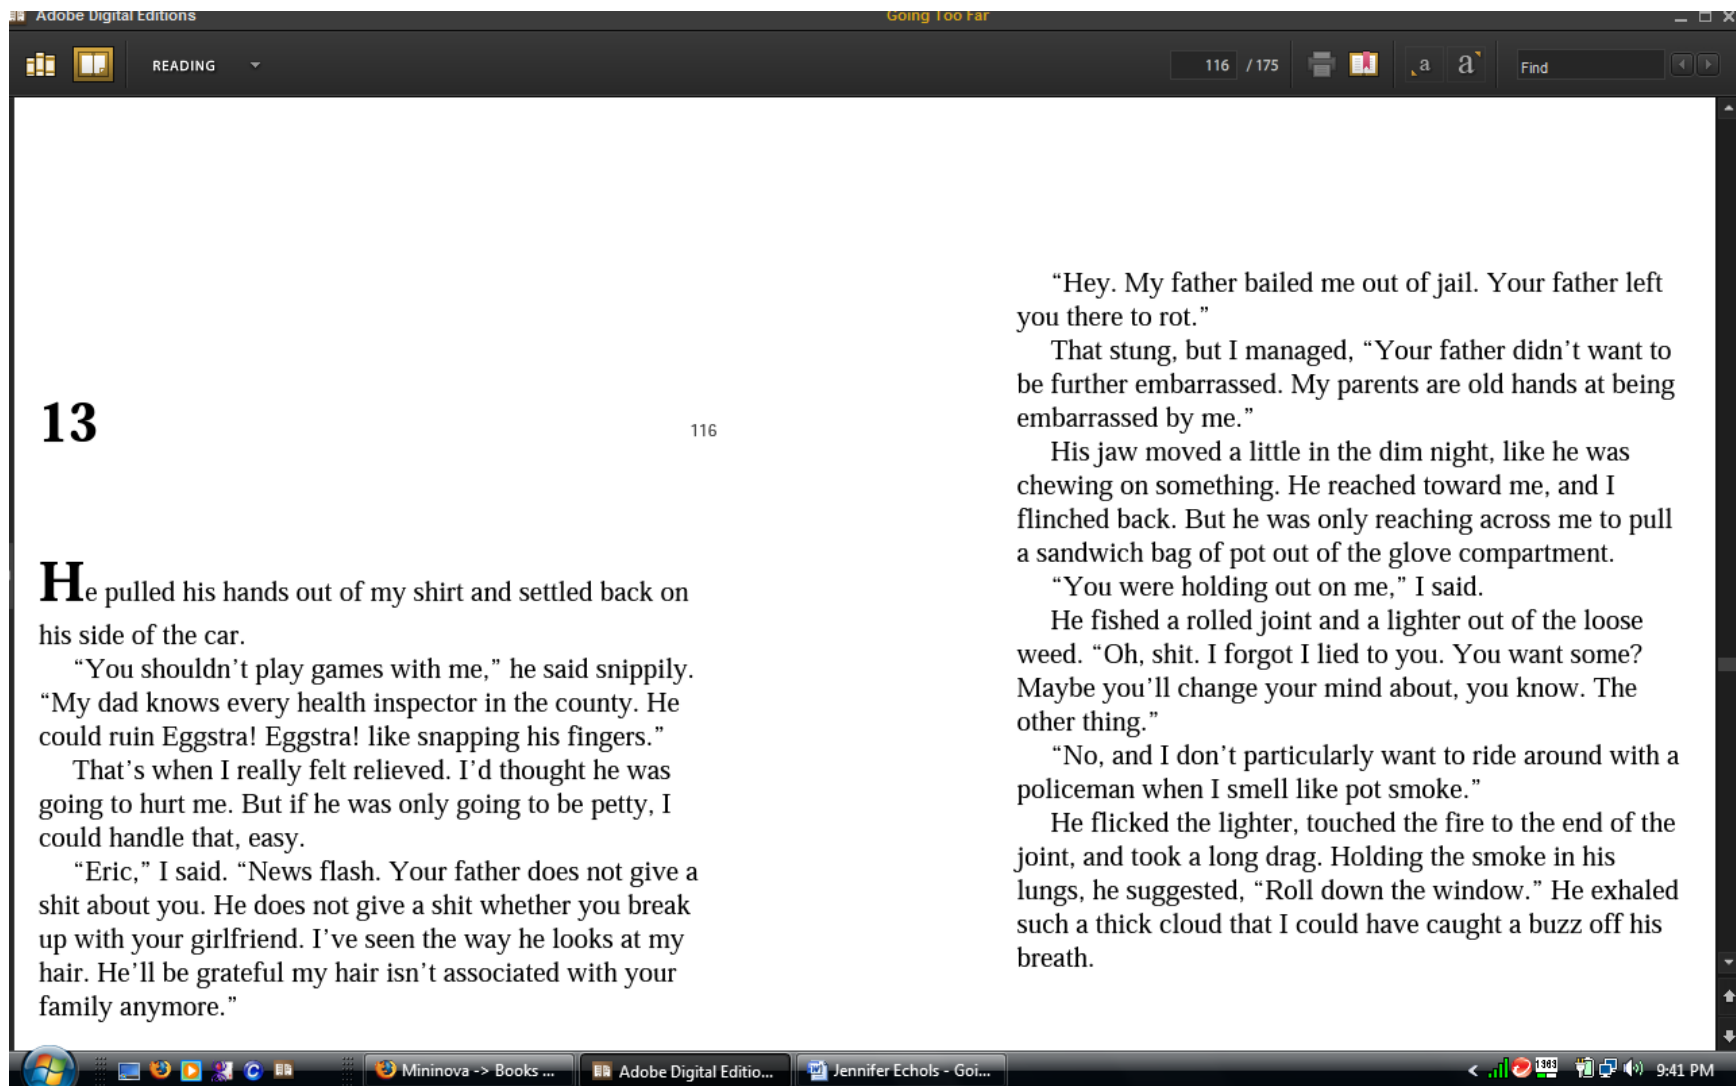 Adobe Digital Editions
Going Too Far
READING
116 / 175
a
a
Find
13
116
He pulled his hands out of my shirt and settled back on
his side of the car.
“You shouldn’t play games with me,” he said snippily.
“My dad knows every health inspector in the county. He
could ruin Eggstra! Eggstra! like snapping his fingers.”
That’s when I really felt relieved. I’d thought he was
going to hurt me. But if he was only going to be petty, I
could handle that, easy.
“Eric,” I said. “News flash. Your father does not give a
shit about you. He does not give a shit whether you break
up with your girlfriend. I’ve seen the way he looks at my
hair. He’ll be grateful my hair isn’t associated with your
family anymore.”
“Hey. My father bailed me out of jail. Your father left
you there to rot.”
That stung, but I managed, “Your father didn’t want to
be further embarrassed. My parents are old hands at being
embarrassed by me.”
His jaw moved a little in the dim night, like he was
chewing on something. He reached toward me, and I
flinched back. But he was only reaching across me to pull
a sandwich bag of pot out of the glove compartment.
“You were holding out on me,” I said.
He fished a rolled joint and a lighter out of the loose
weed. “Oh, shit. I forgot I lied to you. You want some?
Maybe you’ll change your mind about, you know. The
other thing.”
“No, and I don’t particularly want to ride around with a
policeman when I smell like pot smoke.”
He flicked the lighter, touched the fire to the end of the
joint, and took a long drag. Holding the smoke in his
lungs, he suggested, “Roll down the window.” He exhaled
such a thick cloud that I could have caught a buzz off his
breath.
Mininova -> Books ...
Adobe Digital Editio...
Jennifer Echols - Goi...
9:41 PM